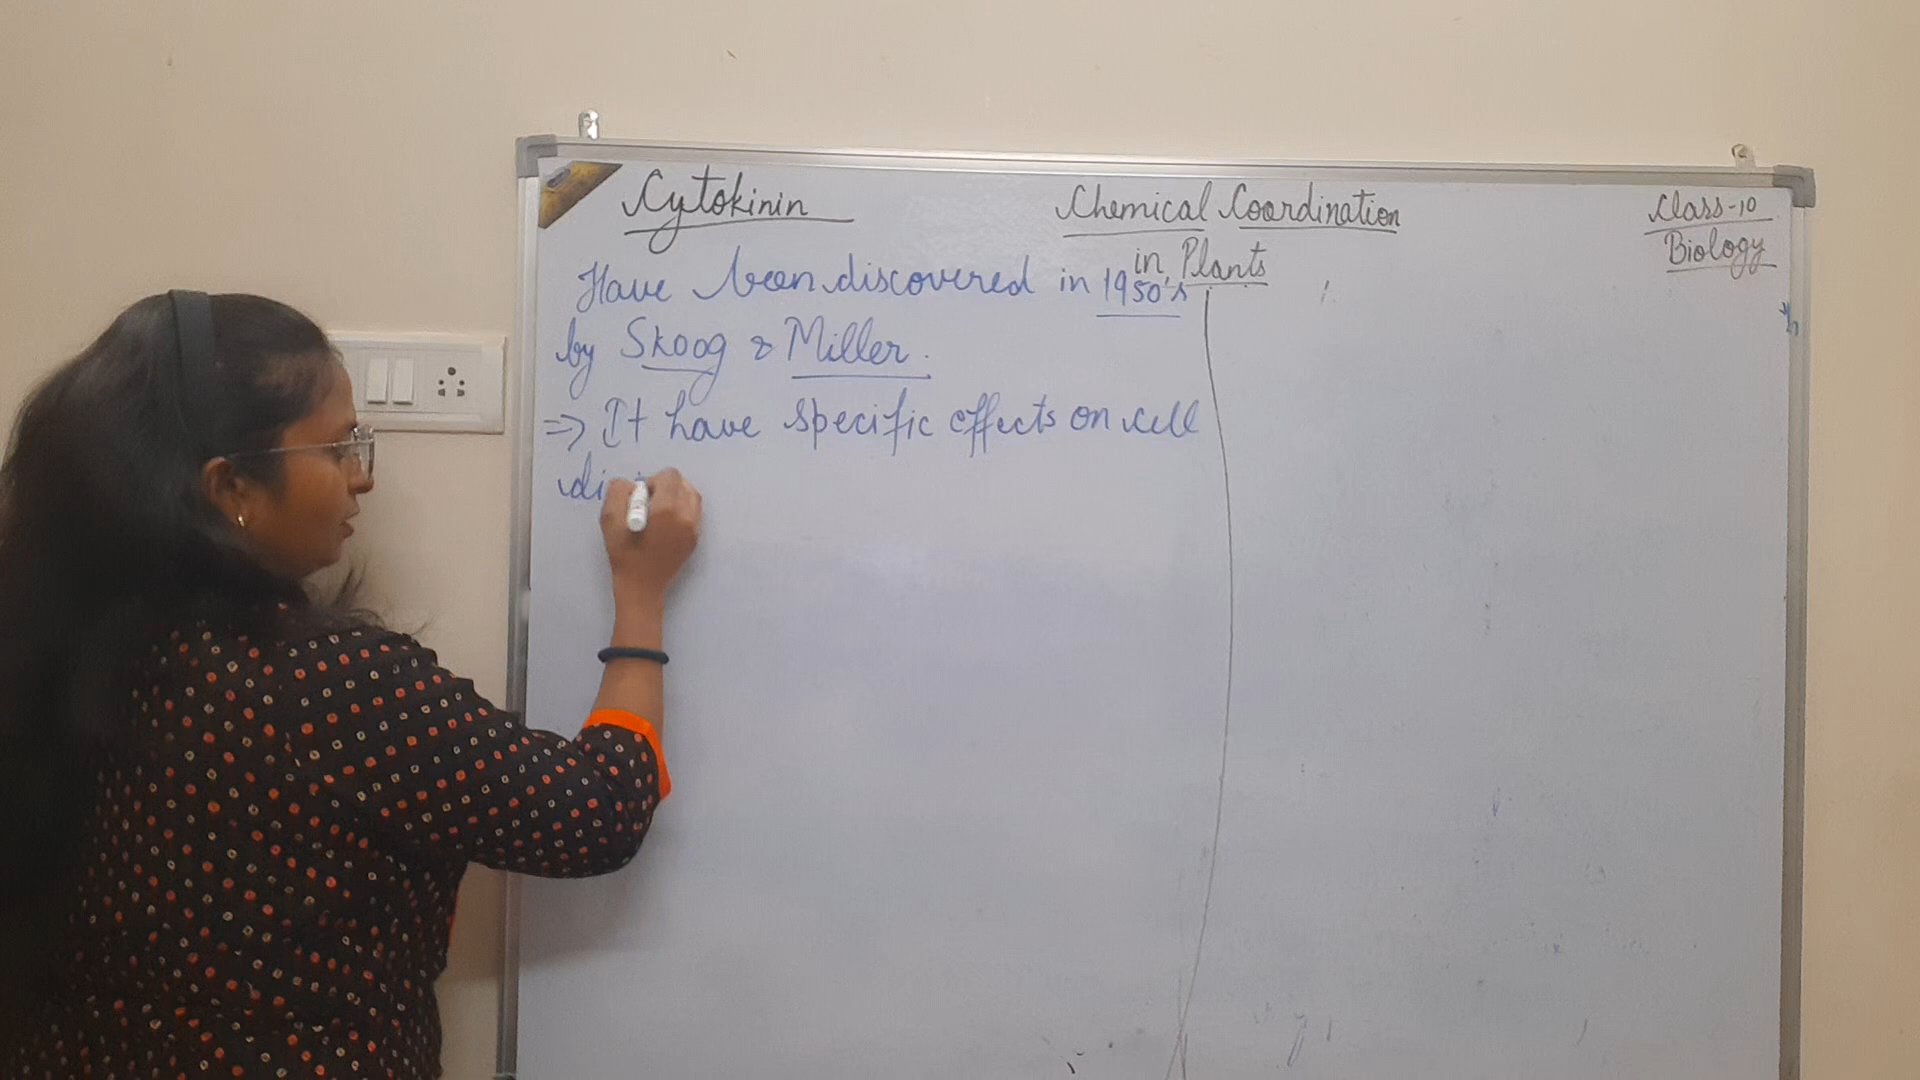 Cytokinin
Chemical Coordination
in Plants
Class-10
Biology
Have been discovered in 1950's
by Skoog & Miller.
=> It have specific effects on cell
di